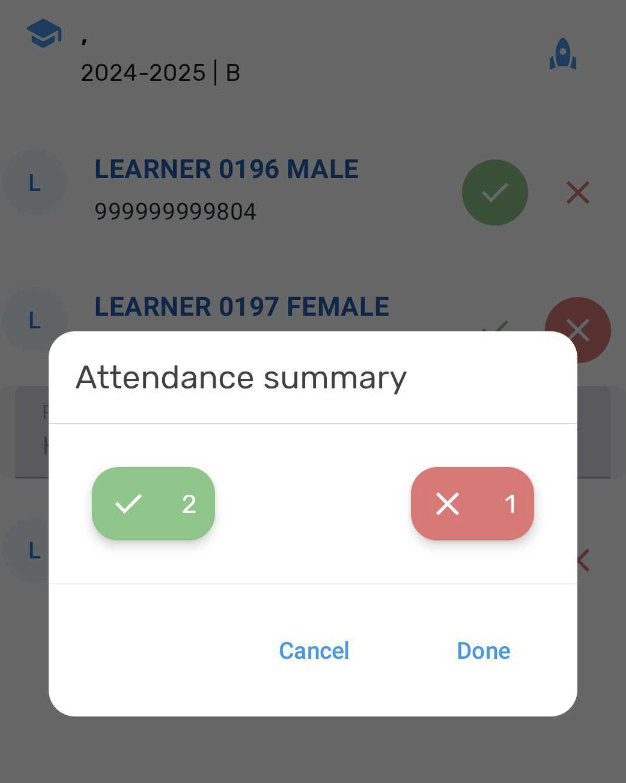 ,
2024-2025 | B
L
LEARNER 0196 MALE
999999999804
L
LEARNER 0197 FEMALE
Attendance summary
2
1
L
Cancel
Done